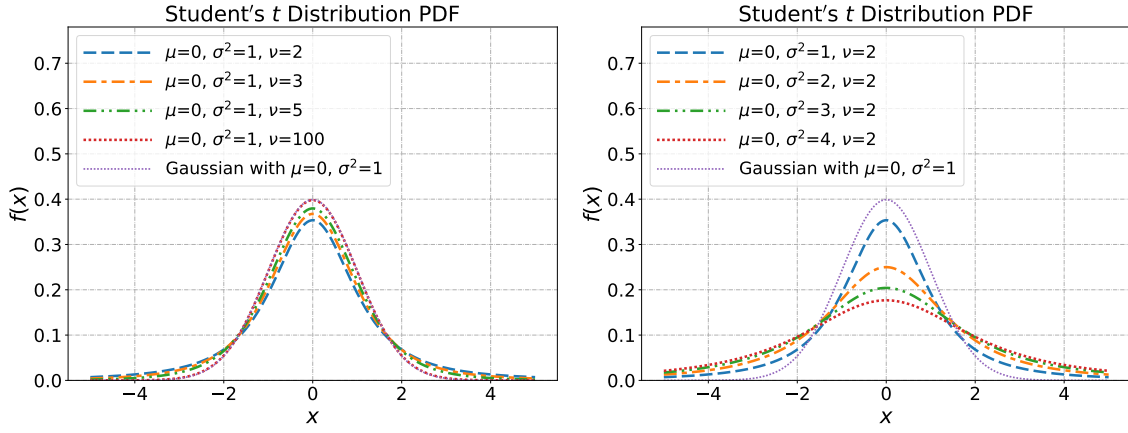 Student's t Distribution PDF
μ=0, σ²=1, ν=2
μ=0, σ²=1, ν=3
μ=0, σ²=1, ν=5
μ=0, σ²=1, ν=100
Gaussian with μ=0, σ²=1
f(x)
0.7
0.6
0.5
0.4
0.3
0.2
0.1
0.0
−4 −2 0 2 4
x
Student's t Distribution PDF
μ=0, σ²=1, ν=2
μ=0, σ²=2, ν=2
μ=0, σ²=3, ν=2
μ=0, σ²=4, ν=2
Gaussian with μ=0, σ²=1
f(x)
0.7
0.6
0.5
0.4
0.3
0.2
0.1
0.0
−4 −2 0 2 4
x